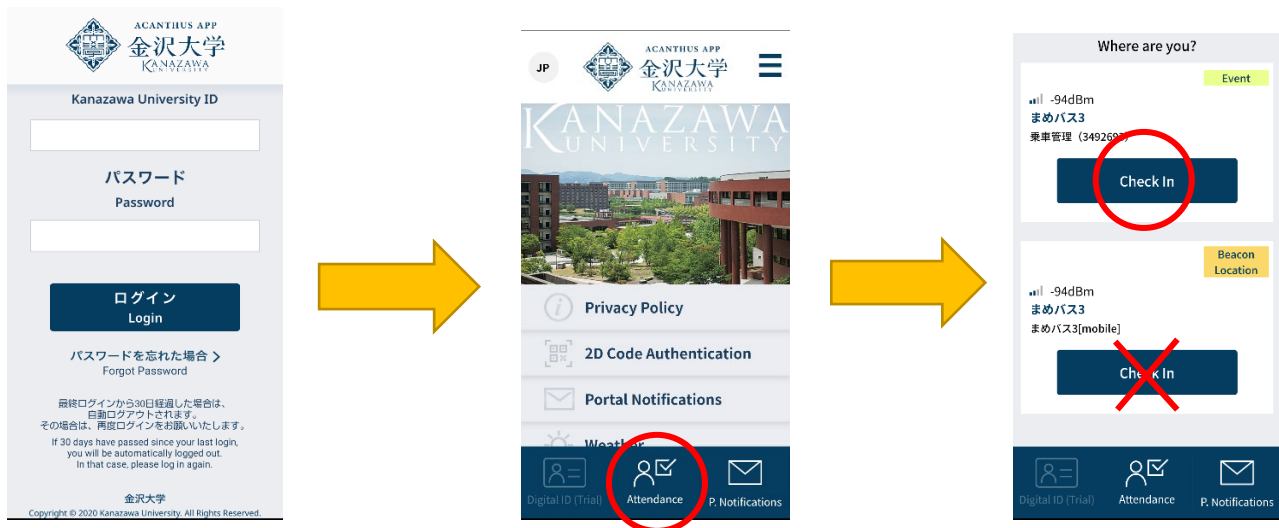 ACANTHUS APP
金沢大学
KANAZAWA
UNIVERSITY
Kanazawa University ID
パスワード
Password
ログイン
Login
パスワードを忘れた場合 >
Forgot Password
最終ログインから30日経過した場合は、
自動ログアウトされます。
その場合は、再度ログインをお願いいたします。
If 30 days have passed since your last login,
you will be automatically logged out.
In that case, please log in again.
金沢大学
Copyright © 2020 Kanazawa University. All Rights Reserved.
JP
ACANTHUS APP
金沢大学
KANAZAWA
UNIVERSITY
KANAZAWA
UNIVERSITY
Privacy Policy
2D Code Authentication
Portal Notifications
Weather
Digital ID (Trial)
Attendance
P. Notifications
Where are you?
Event
-94dBm
まめバス3
乗車管理（3492697）
Check In
Beacon
Location
-94dBm
まめバス3
まめバス3[mobile]
Check In
Digital ID (Trial)
Attendance
P. Notifications